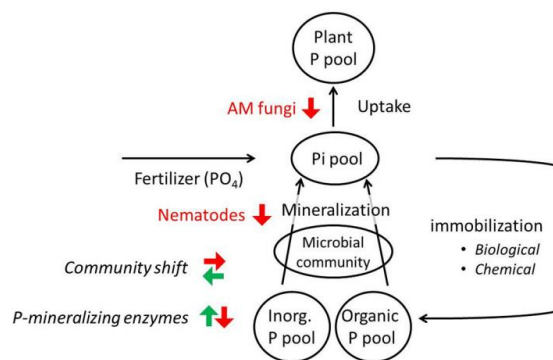 Plant
P pool
AM fungi
Uptake
Pi pool
Fertilizer (PO4)
Nematodes
Mineralization
Microbial
community
immobilization
• Biological
• Chemical
Community shift
P-mineralizing enzymes
Inorg.
P pool
Organic
P pool